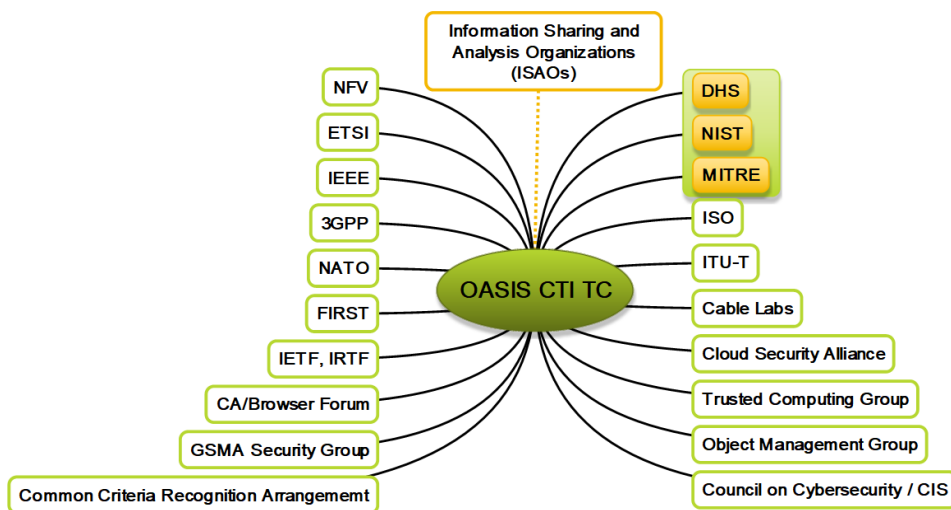 Information Sharing and
Analysis Organizations
(ISAOs)
NFV
ETSI
IEEE
3GPP
NATO
FIRST
IETF, IRTF
CA/Browser Forum
GSMA Security Group
Common Criteria Recognition Arrangememt
OASIS CTI TC
DHS
NIST
MITRE
ISO
ITU-T
Cable Labs
Cloud Security Alliance
Trusted Computing Group
Object Management Group
Council on Cybersecurity / CIS